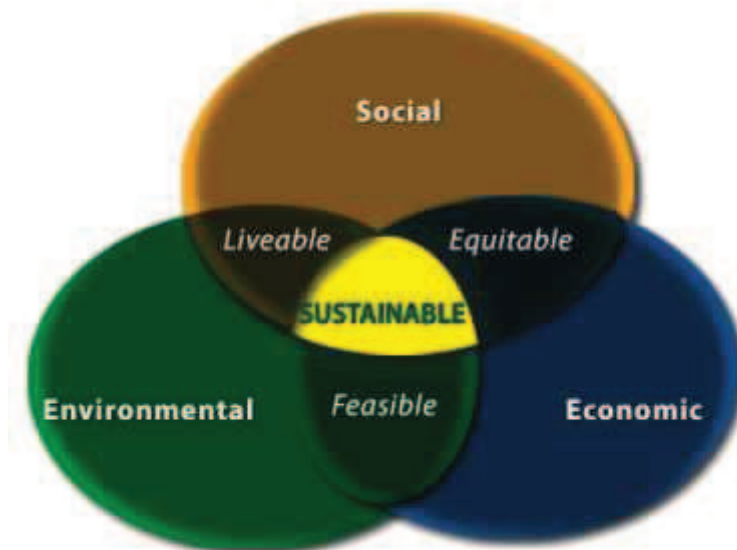 Social
Liveable Equitable
SUSTAINABLE
Environmental Feasible Economic